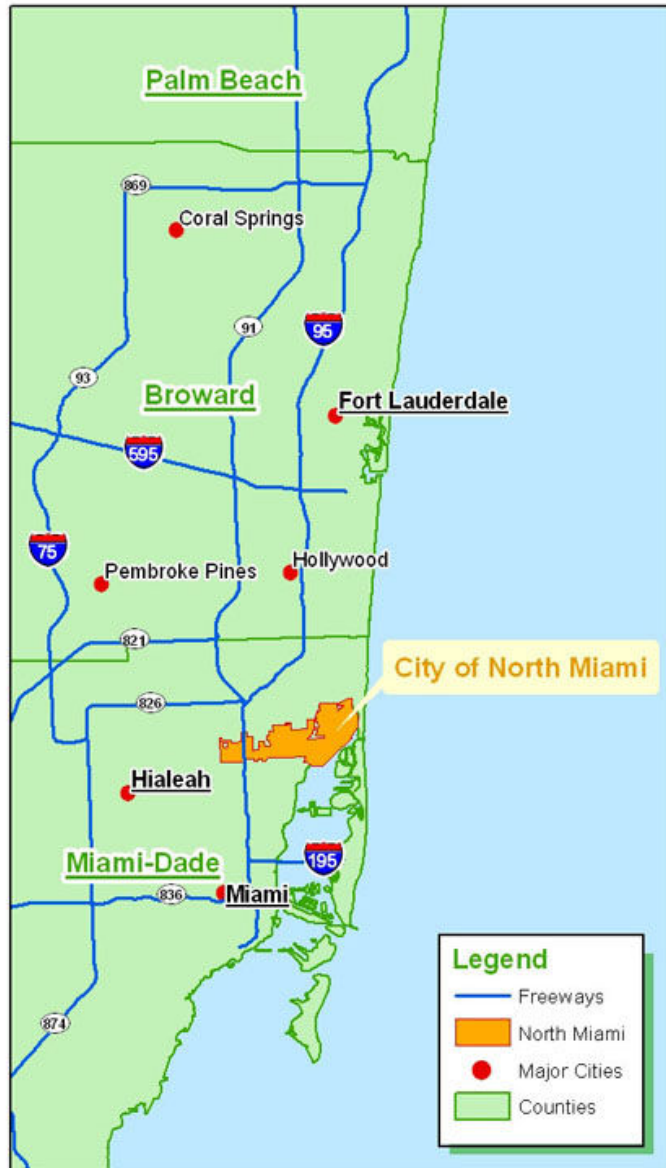 Palm Beach
869
Coral Springs
91
95
93
Broward
Fort Lauderdale
595
75
Hollywood
Pembroke Pines
821
City of North Miami
826
Hialeah
Miami-Dade
195
836
Miami
874
Legend
Freeways
North Miami
Major Cities
Counties